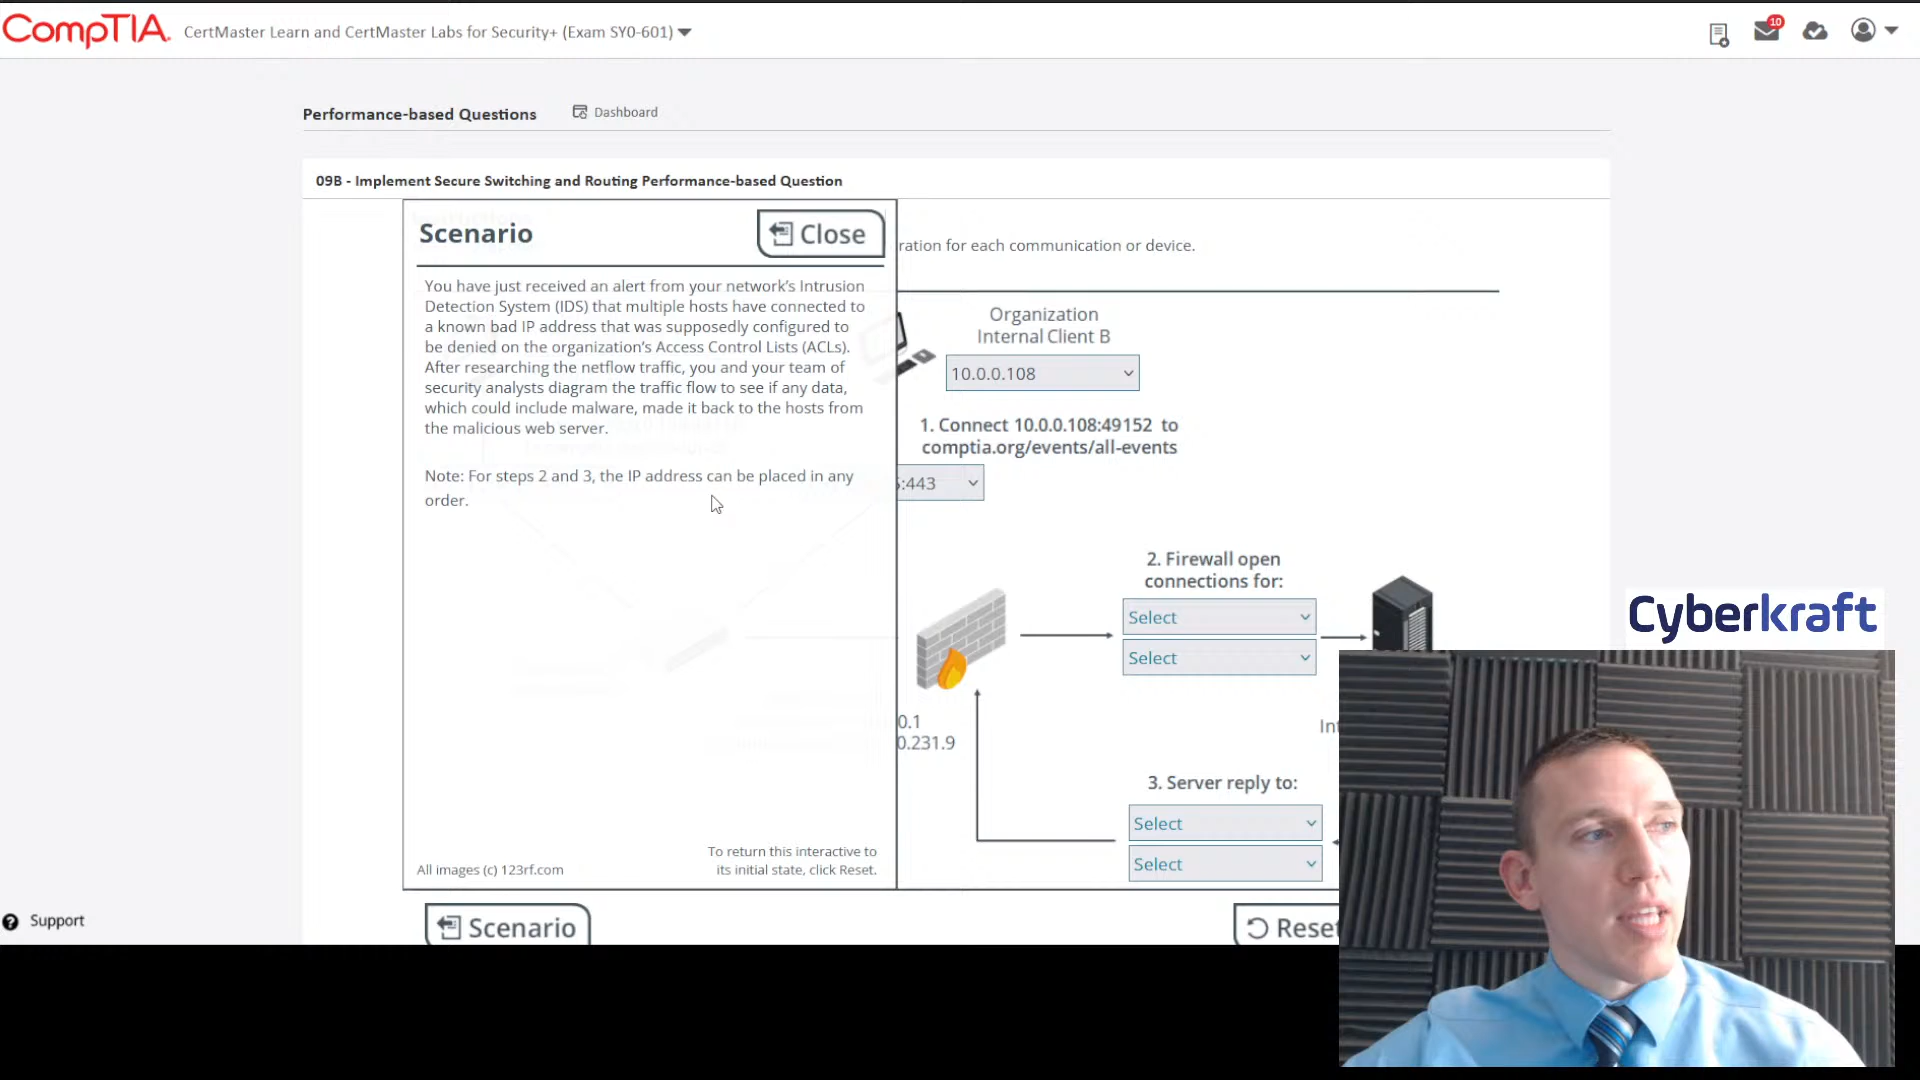 CompTIA.
CertMaster Learn and CertMaster Labs for Security+ (Exam SY0-601)
10
Performance-based Questions
Dashboard
09B - Implement Secure Switching and Routing Performance-based Question
Scenario
Close
ration for each communication or device.
You have just received an alert from your network's Intrusion
Detection System (IDS) that multiple hosts have connected to
a known bad IP address that was supposedly configured to
be denied on the organization's Access Control Lists (ACLs).
After researching the netflow traffic, you and your team of
security analysts diagram the traffic flow to see if any data,
which could include malware, made it back to the hosts from
the malicious web server.
Note: For steps 2 and 3, the IP address can be placed in any
order.
Organization
Internal Client B
10.0.0.108
1. Connect 10.0.0.108:49152 to
comptia.org/events/all-events
:443
2. Firewall open
connections for:
Select
Select
0.1
0.231.9
Int
3. Server reply to:
Select
Select
To return this interactive to
its initial state, click Reset.
All images (c) 123rf.com
Scenario
Reset
Support
Cyberkraft